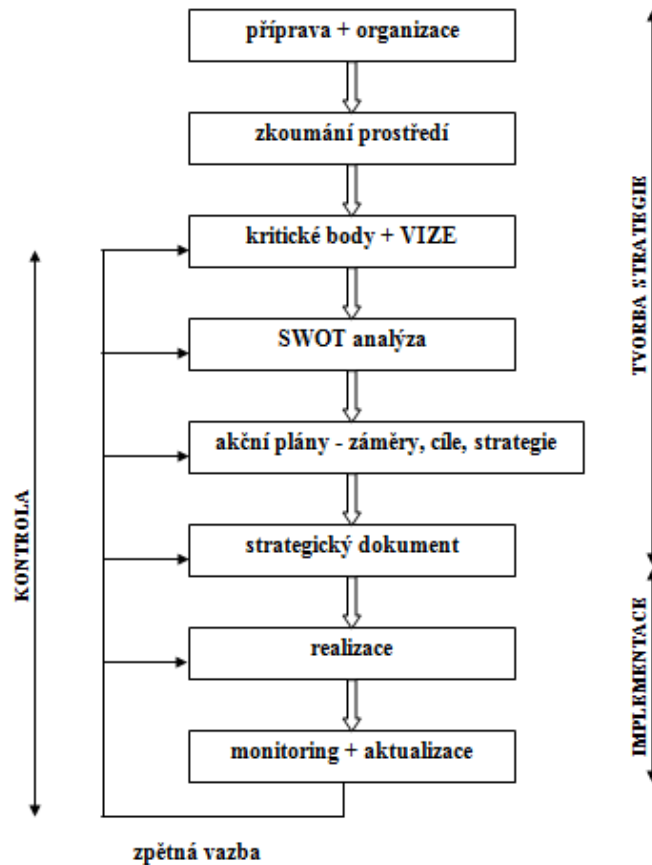 příprava + organizace
zkoumání prostředí
kritické body + VIZE
SWOT analýza
akční plány - záměry, cíle, strategie
strategický dokument
realizace
monitoring + aktualizace
zpětná vazba
KONTROLA
TVORBA STRATEGIE
IMPLEMENTACE